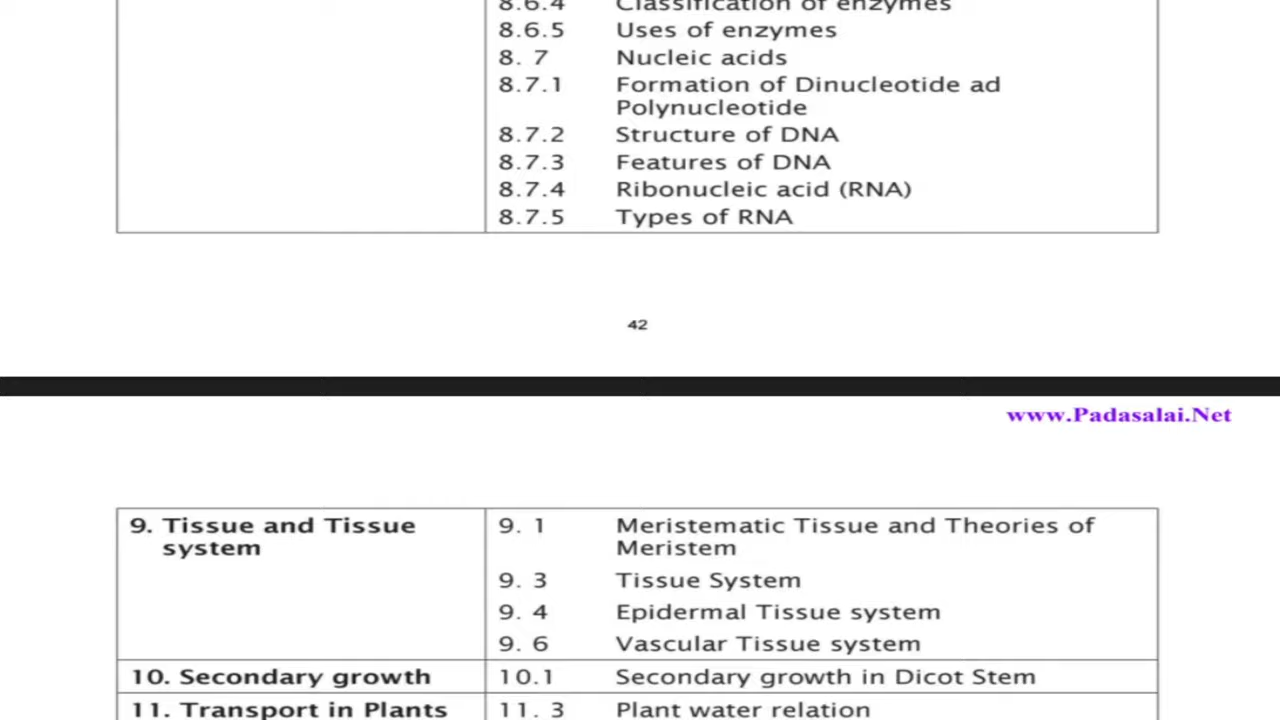 8.6.4 Classification of enzymes
8.6.5 Uses of enzymes
8. 7 Nucleic acids
8.7.1 Formation of Dinucleotide ad
Polynucleotide
8.7.2 Structure of DNA
8.7.3 Features of DNA
8.7.4 Ribonucleic acid (RNA)
8.7.5 Types of RNA
42
www.Padasalai.Net
9. Tissue and Tissue 9. 1 Meristematic Tissue and Theories of
system Meristem
9. 3 Tissue System
9. 4 Epidermal Tissue system
9. 6 Vascular Tissue system
10. Secondary growth 10.1 Secondary growth in Dicot Stem
11. Transport in Plants 11. 3 Plant water relation